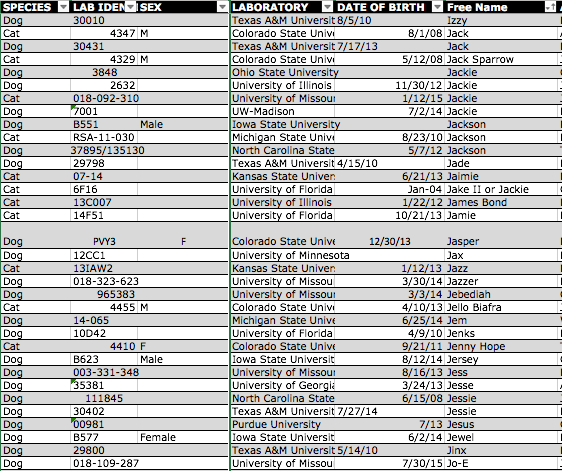 SPECIES LAB IDEN SEX LABORATORY DATE OF BIRTH Free Name
Dog 30010 Texas A&M Universit 8/5/10 Izzy
Cat 4347 M Colorado State Unive 8/1/08 Jack
Dog 30431 Texas A&M Universit 7/17/13 Jack
Cat 4329 M Colorado State Unive 5/12/08 Jack Sparrow
Dog 3848 Ohio State University Jackie
Dog 2632 University of Illinois 11/30/12 Jackie
Cat 018-092-310 University of Missour 1/12/15 Jackie
Dog 7001 UW-Madison 7/2/14 Jackie
Dog B551 Male Iowa State University Jackson
Cat RSA-11-030 Michigan State Unive 8/23/10 Jackson
Dog 37895/135130 North Carolina State 5/7/12 Jackson
Dog 29798 Texas A&M Universit 4/15/10 Jade
Cat 07-14 Kansas State Univers 6/21/13 Jaimie
Cat 6F16 University of Florida Jan-04 Jake II or Jackie
Cat 13C007 University of Illinois 1/22/12 James Bond
Cat 14F51 University of Florida 10/21/13 Jamie
Dog PVY3 F Colorado State Unive 12/30/13 Jasper
Dog 12CC1 University of Minnesota Jax
Cat 13IAW2 Kansas State Univers 1/12/13 Jazz
Dog 018-323-623 University of Missour 3/30/14 Jazzer
Dog 965383 University of Missour 3/3/14 Jebediah
Cat 4455 M Colorado State Unive 4/10/13 Jello Biafra
Dog 14-065 Michigan State Unive 6/25/14 Jem
Dog 10D42 University of Florida 4/9/10 Jenks
Cat 4410 F Colorado State Unive 9/21/11 Jenny Hope
Dog B623 Male Iowa State Universit 8/12/14 Jersey
Dog 003-331-348 University of Missour 8/16/13 Jess
Dog 35381 University of Georgia 3/24/13 Jesse
Dog 111845 North Carolina State 6/15/08 Jessie
Dog 30402 Texas A&M Universit 7/27/14 Jessie
Dog 00981 Purdue University 7/13 Jesus
Dog B577 Female Iowa State Universit 6/2/14 Jewel
Dog 29800 Texas A&M Universit 5/14/10 Jinx
Dog 018-109-287 University of Missour 7/30/15 Jo-E